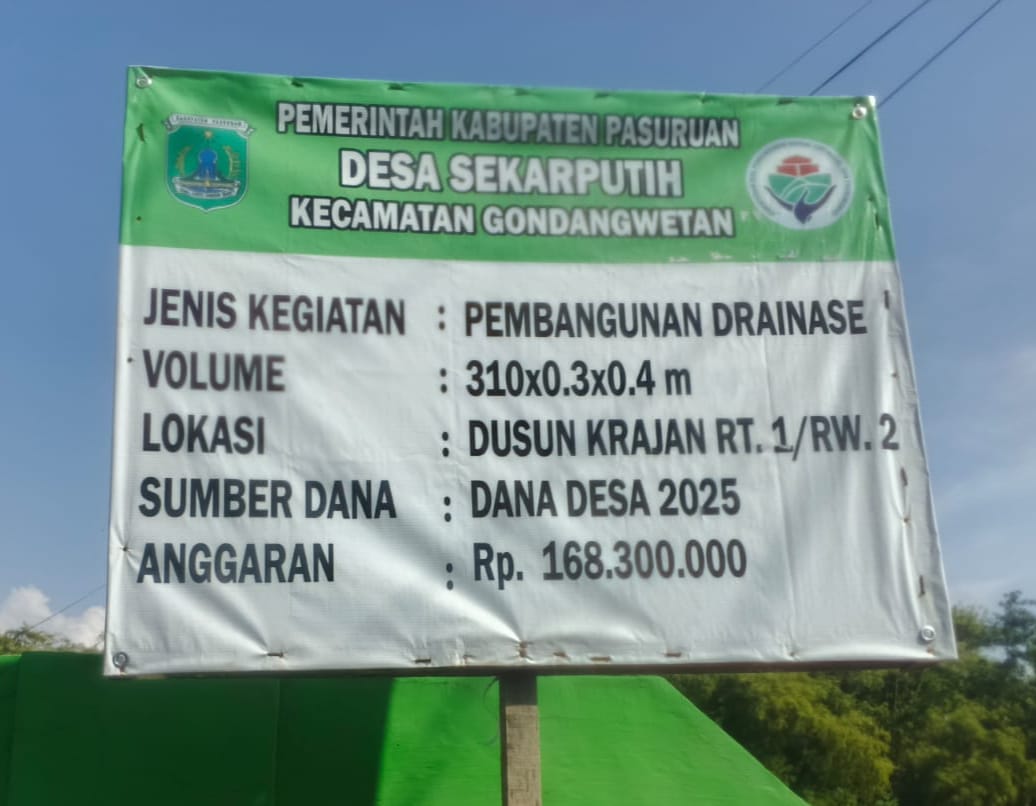 PEMERINTAH KABUPATEN PASURUAN
DESA SEKARPUTIH
KECAMATAN GONDANGWETAN
JENIS KEGIATAN : PEMBANGUNAN DRAINASE
VOLUME : 310x0.3x0.4 m
LOKASI : DUSUN KRAJAN RT. 1/RW. 2
SUMBER DANA : DANA DESA 2025
ANGGARAN : Rp. 168.300.000